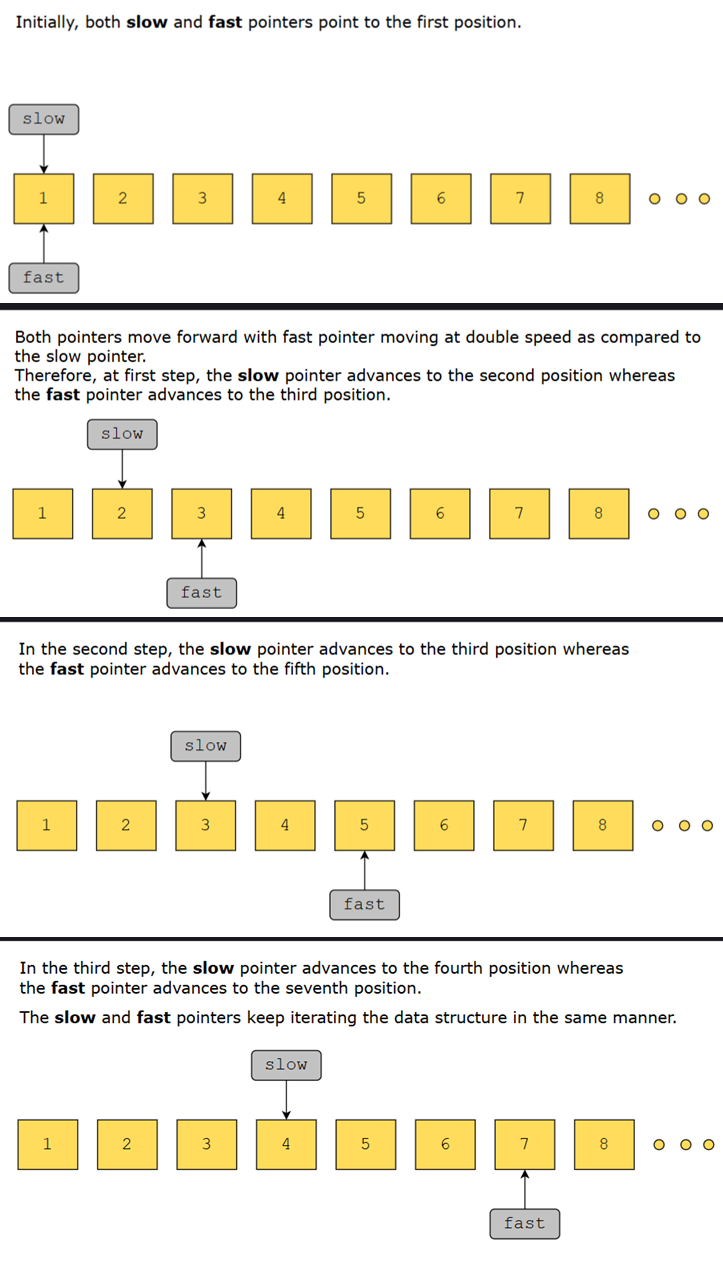 Initially, both slow and fast pointers point to the first position.
slow
1 2 3 4 5 6 7 8
fast
Both pointers move forward with fast pointer moving at double speed as compared to
the slow pointer.
Therefore, at first step, the slow pointer advances to the second position whereas
the fast pointer advances to the third position.
slow
1 2 3 4 5 6 7 8
fast
In the second step, the slow pointer advances to the third position whereas
the fast pointer advances to the fifth position.
slow
1 2 3 4 5 6 7 8
fast
In the third step, the slow pointer advances to the fourth position whereas
the fast pointer advances to the seventh position.
The slow and fast pointers keep iterating the data structure in the same manner.
slow
1 2 3 4 5 6 7 8
fast